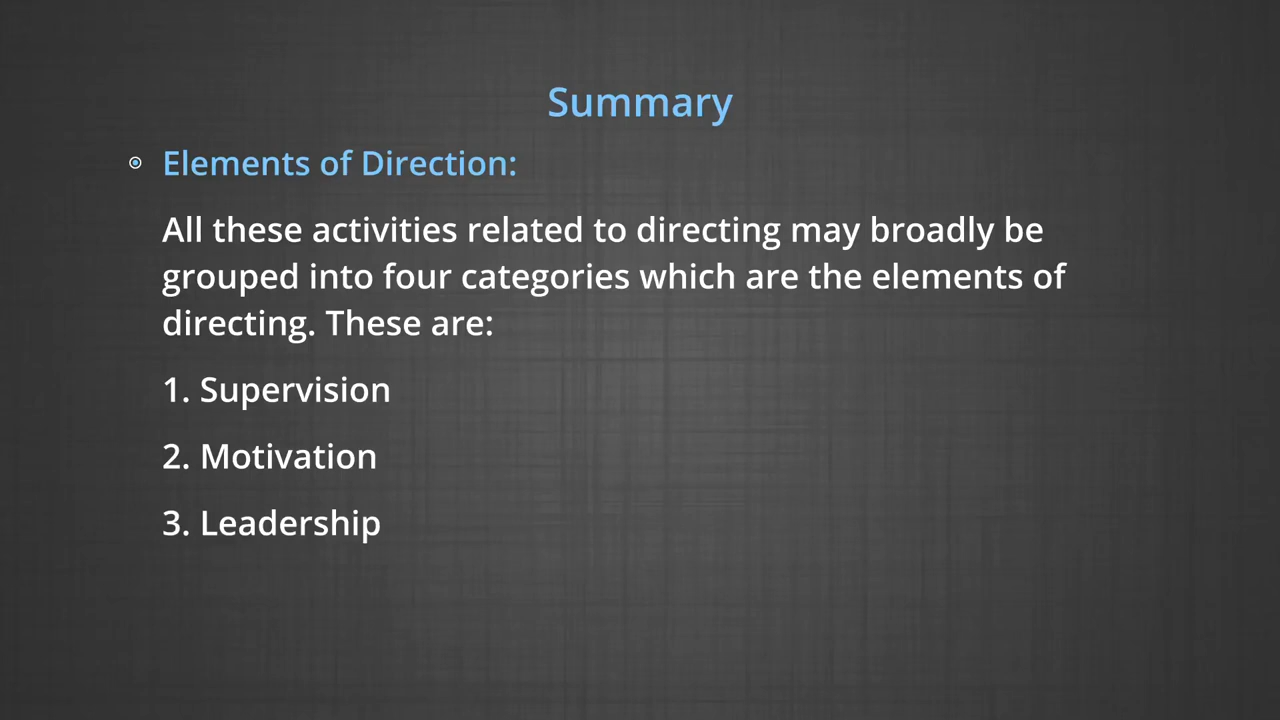 Summary
Elements of Direction:
All these activities related to directing may broadly be
grouped into four categories which are the elements of
directing. These are:
1. Supervision
2. Motivation
3. Leadership